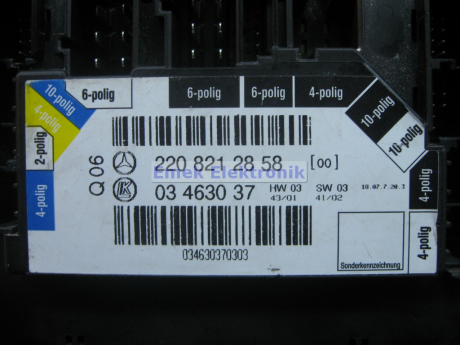 10-polig
4-polig
6-polig
6-polig
6-polig
4-polig
10-polig
10-polig
2-polig
4-polig
4-polig
4-polig
Q 06
220 821 28 58 [00]
Emek Elektronik
K
03 4630 37
HW 03
43/01
SW 03
41/02
034630370303
Sonderkennzeichnung